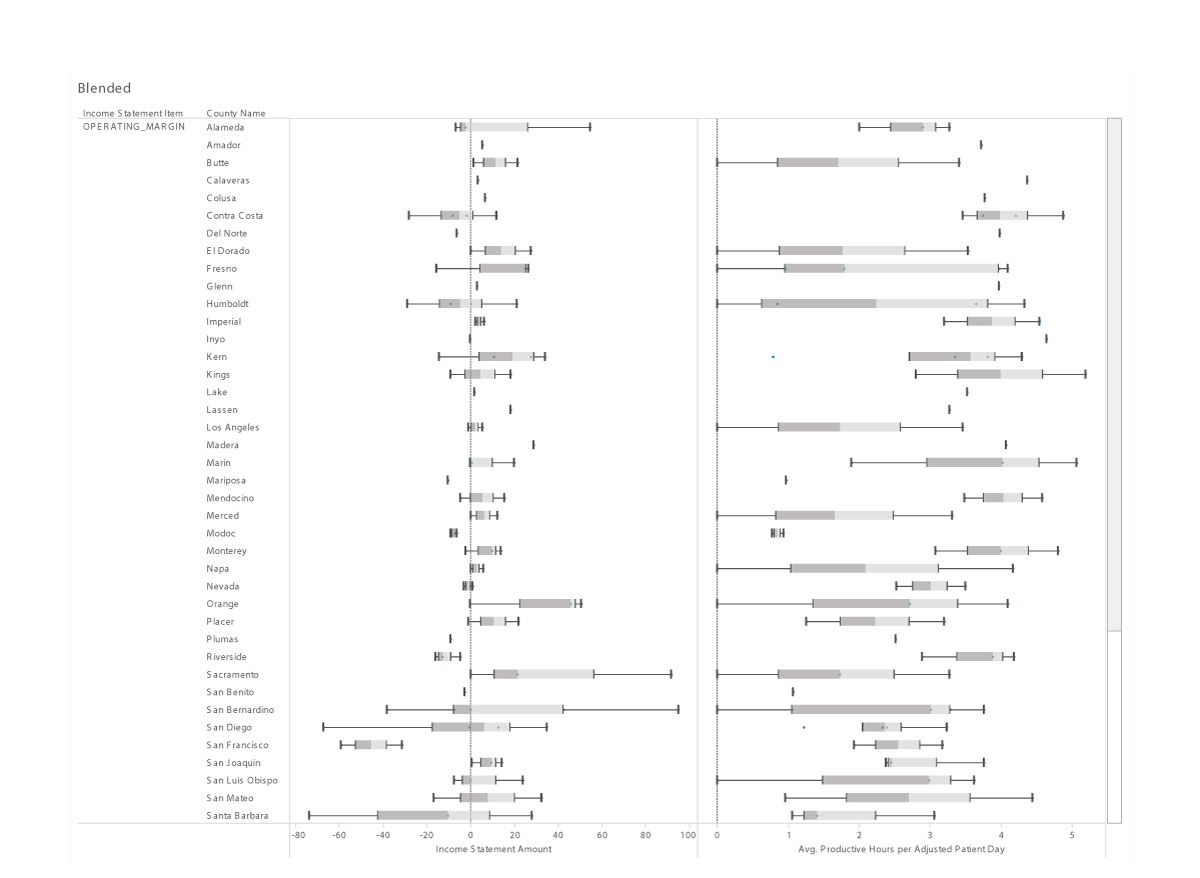 Blended
Income Statement Item County Name
OPERATING_MARGIN Alameda
Amador
Butte
Calaveras
Colusa
Contra Costa
Del Norte
El Dorado
Fresno
Glenn
Humboldt
Imperial
Inyo
Kern
Kings
Lake
Lassen
Los Angeles
Madera
Marin
Mariposa
Mendocino
Merced
Modoc
Monterey
Napa
Nevada
Orange
Placer
Plumas
Riverside
Sacramento
San Benito
San Bernardino
San Diego
San Francisco
San Joaquin
San Luis Obispo
San Mateo
Santa Barbara
-80 -60 -40 -20 0 20 40 60 80 100 0 1 2 3 4 5
Income Statement Amount Avg. Productive Hours per Adjusted Patient Day